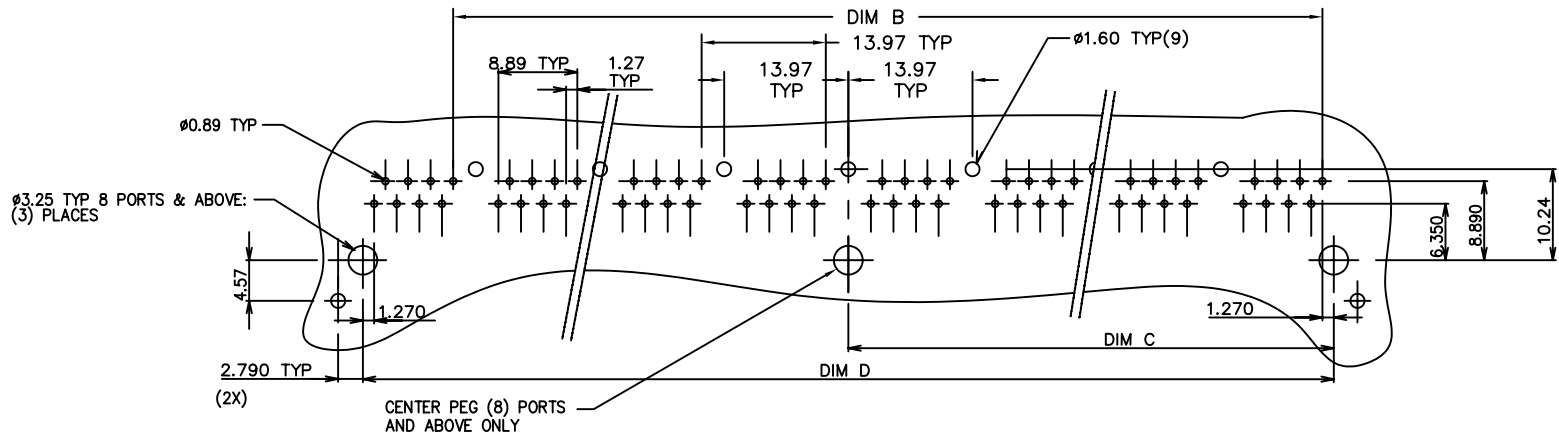 DIM B
13.97 TYP
ø1.60 TYP(9)
8.89 TYP
1.27
TYP
13.97
TYP
13.97
TYP
ø0.89 TYP
ø3.25 TYP 8 PORTS & ABOVE:
(3) PLACES
6.350
8.890
10.24
4.57
1.270
1.270
DIM C
2.790 TYP
(2X)
DIM D
CENTER PEG (8) PORTS
AND ABOVE ONLY